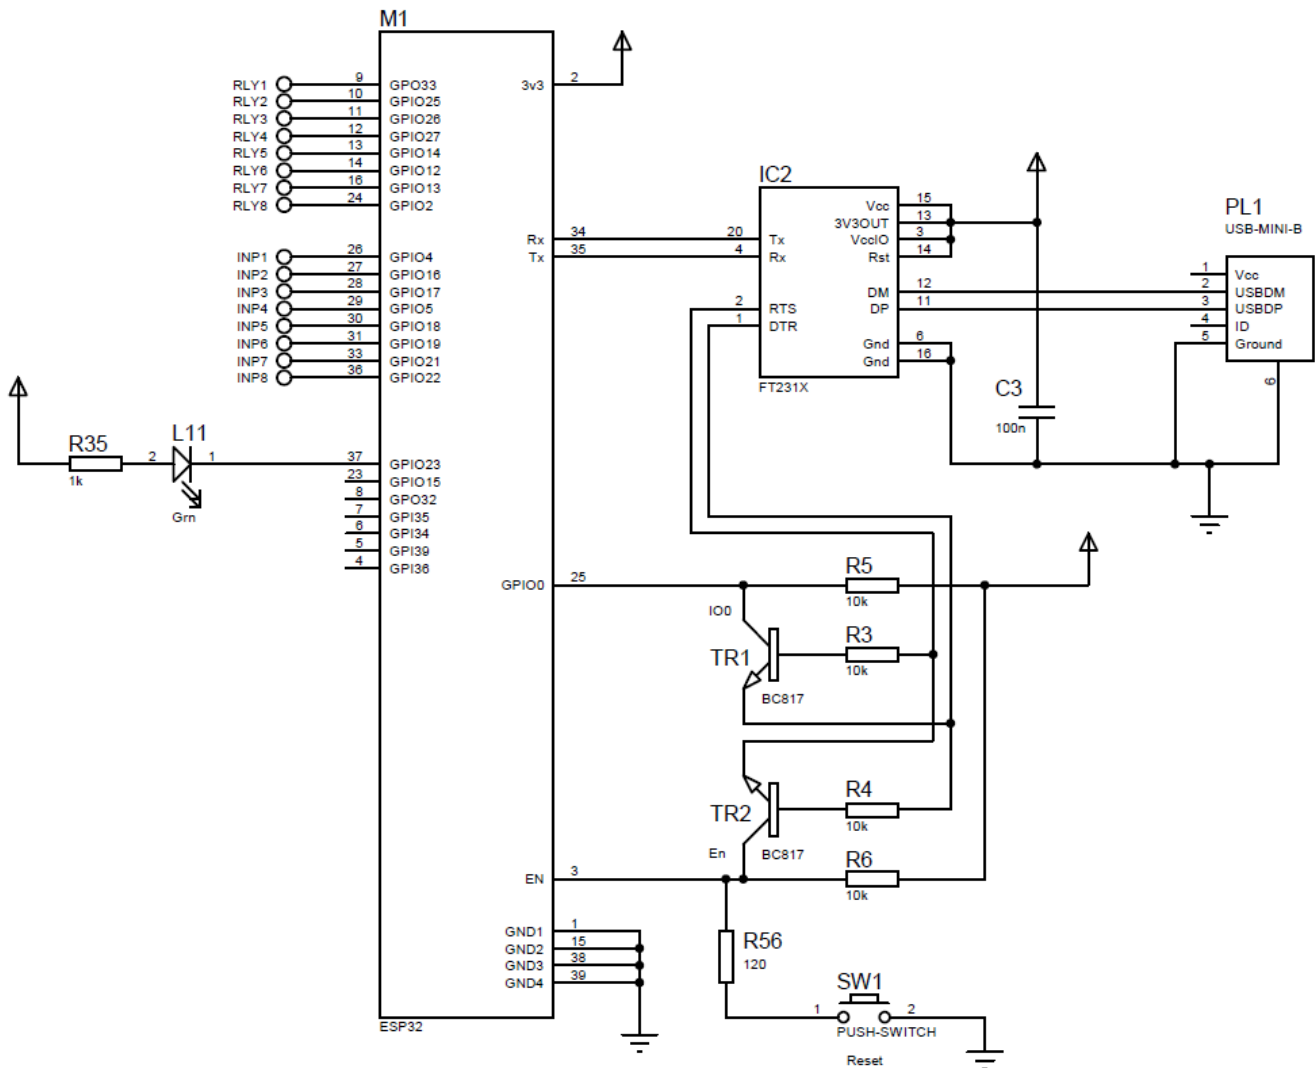 M1
RLY1 9 GPO33
RLY2 10 GPIO25
RLY3 11 GPIO26
RLY4 12 GPIO27
RLY5 13 GPIO14
RLY6 14 GPIO12
RLY7 16 GPIO13
RLY8 24 GPIO2
INP1 26 GPIO4
INP2 27 GPIO16
INP3 28 GPIO17
INP4 29 GPIO5
INP5 30 GPIO18
INP6 31 GPIO19
INP7 33 GPIO21
INP8 36 GPIO22
R35
1k
L11
2 1
Grn
37 GPIO23
23 GPIO15
8 GPO32
7 GPI35
6 GPI34
5 GPI39
4 GPI36
3v3 2
Rx 34
Tx 35
GPIO0 25
EN 3
GND1 1
GND2 15
GND3 38
GND4 39
ESP32
IC2
20 Tx
4 Rx
2 RTS
1 DTR
Vcc 15
3V3OUT 13
VccIO 3
Rst 14
DM 12
DP 11
Gnd 6
Gnd 16
FT231X
C3
100n
PL1
USB-MINI-B
1 Vcc
2 USBDM
3 USBDP
4 ID
5 Ground
6
R5
10k
IO0
R3
10k
TR1
BC817
R4
10k
TR2
BC817
En
R6
10k
R56
120
SW1
1 2
PUSH-SWITCH
Reset